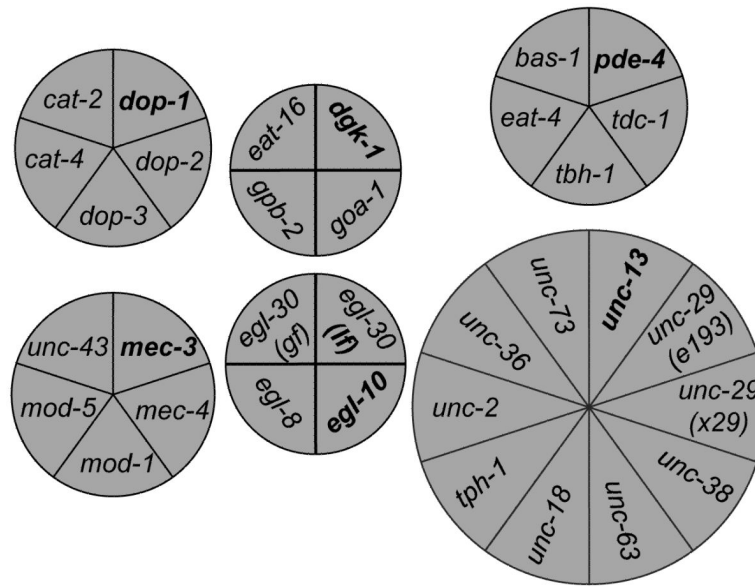 cat-2
dop-1
cat-4
dop-2
dop-3
eat-16
dgk-1
gpb-2
goa-1
bas-1
pde-4
eat-4
tdc-1
tbh-1
unc-43
mec-3
mod-5
mec-4
mod-1
egl-30
(gf)
egl-30
(lf)
egl-8
egl-10
unc-73
unc-13
unc-36
unc-29
(e193)
unc-2
unc-29
(x29)
tph-1
unc-38
unc-18
unc-63